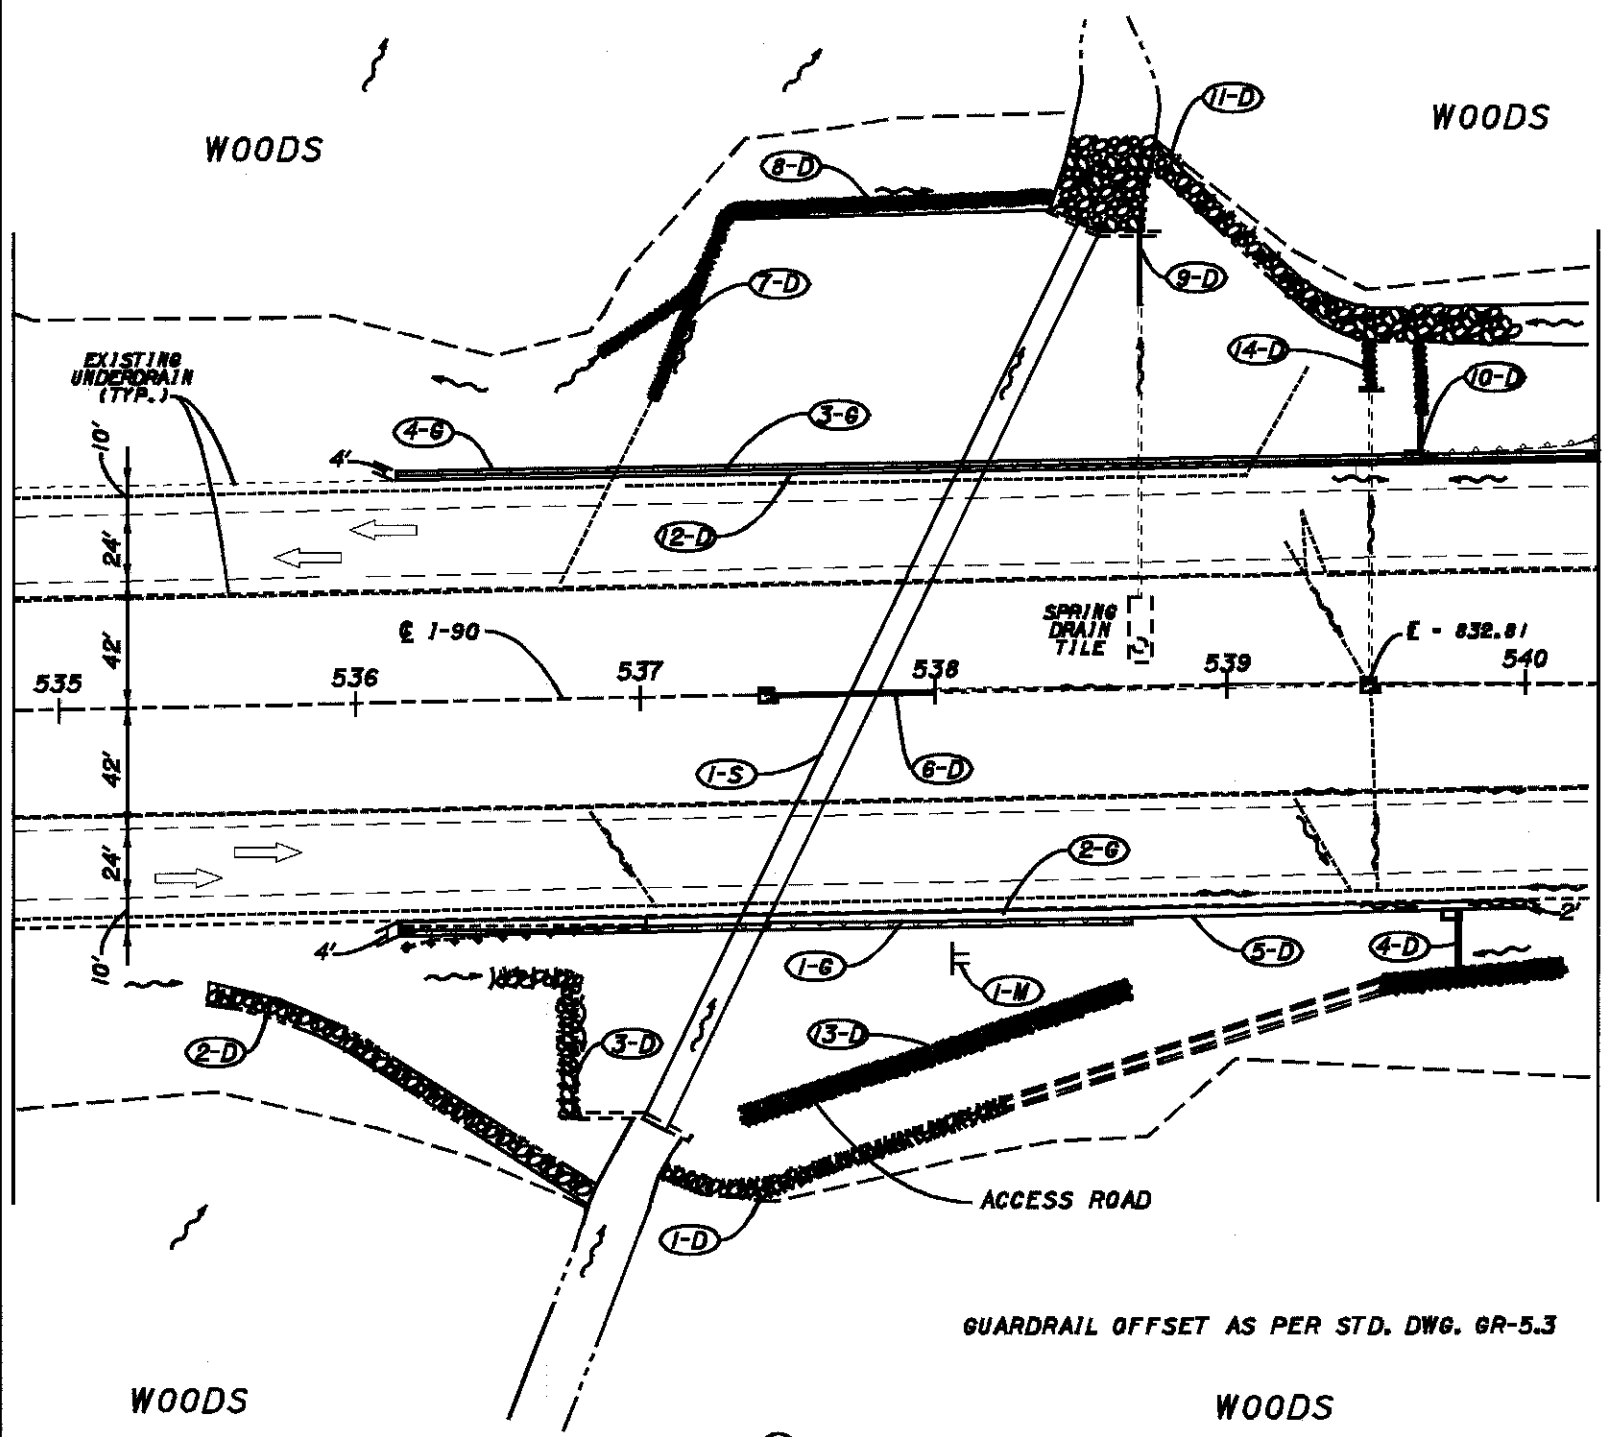 11-D
WOODS
WOODS
8-D
7-D
9-D
14-D
10-D
EXISTING
UNDERDRAIN
(TYP.)
10'
4'
4-G
3-G
12-D
24'
SPRING
DRAIN
TILE
℄ I-90
E - 832.81
42'
535
536
537
538
539
540
42'
1-S
6-D
24'
2-G
2'
10'
4'
1-G
5-D
4-D
1-M
2-D
3-D
13-D
ACCESS ROAD
1-D
GUARDRAIL OFFSET AS PER STD. DWG. GR-5.3
WOODS
WOODS